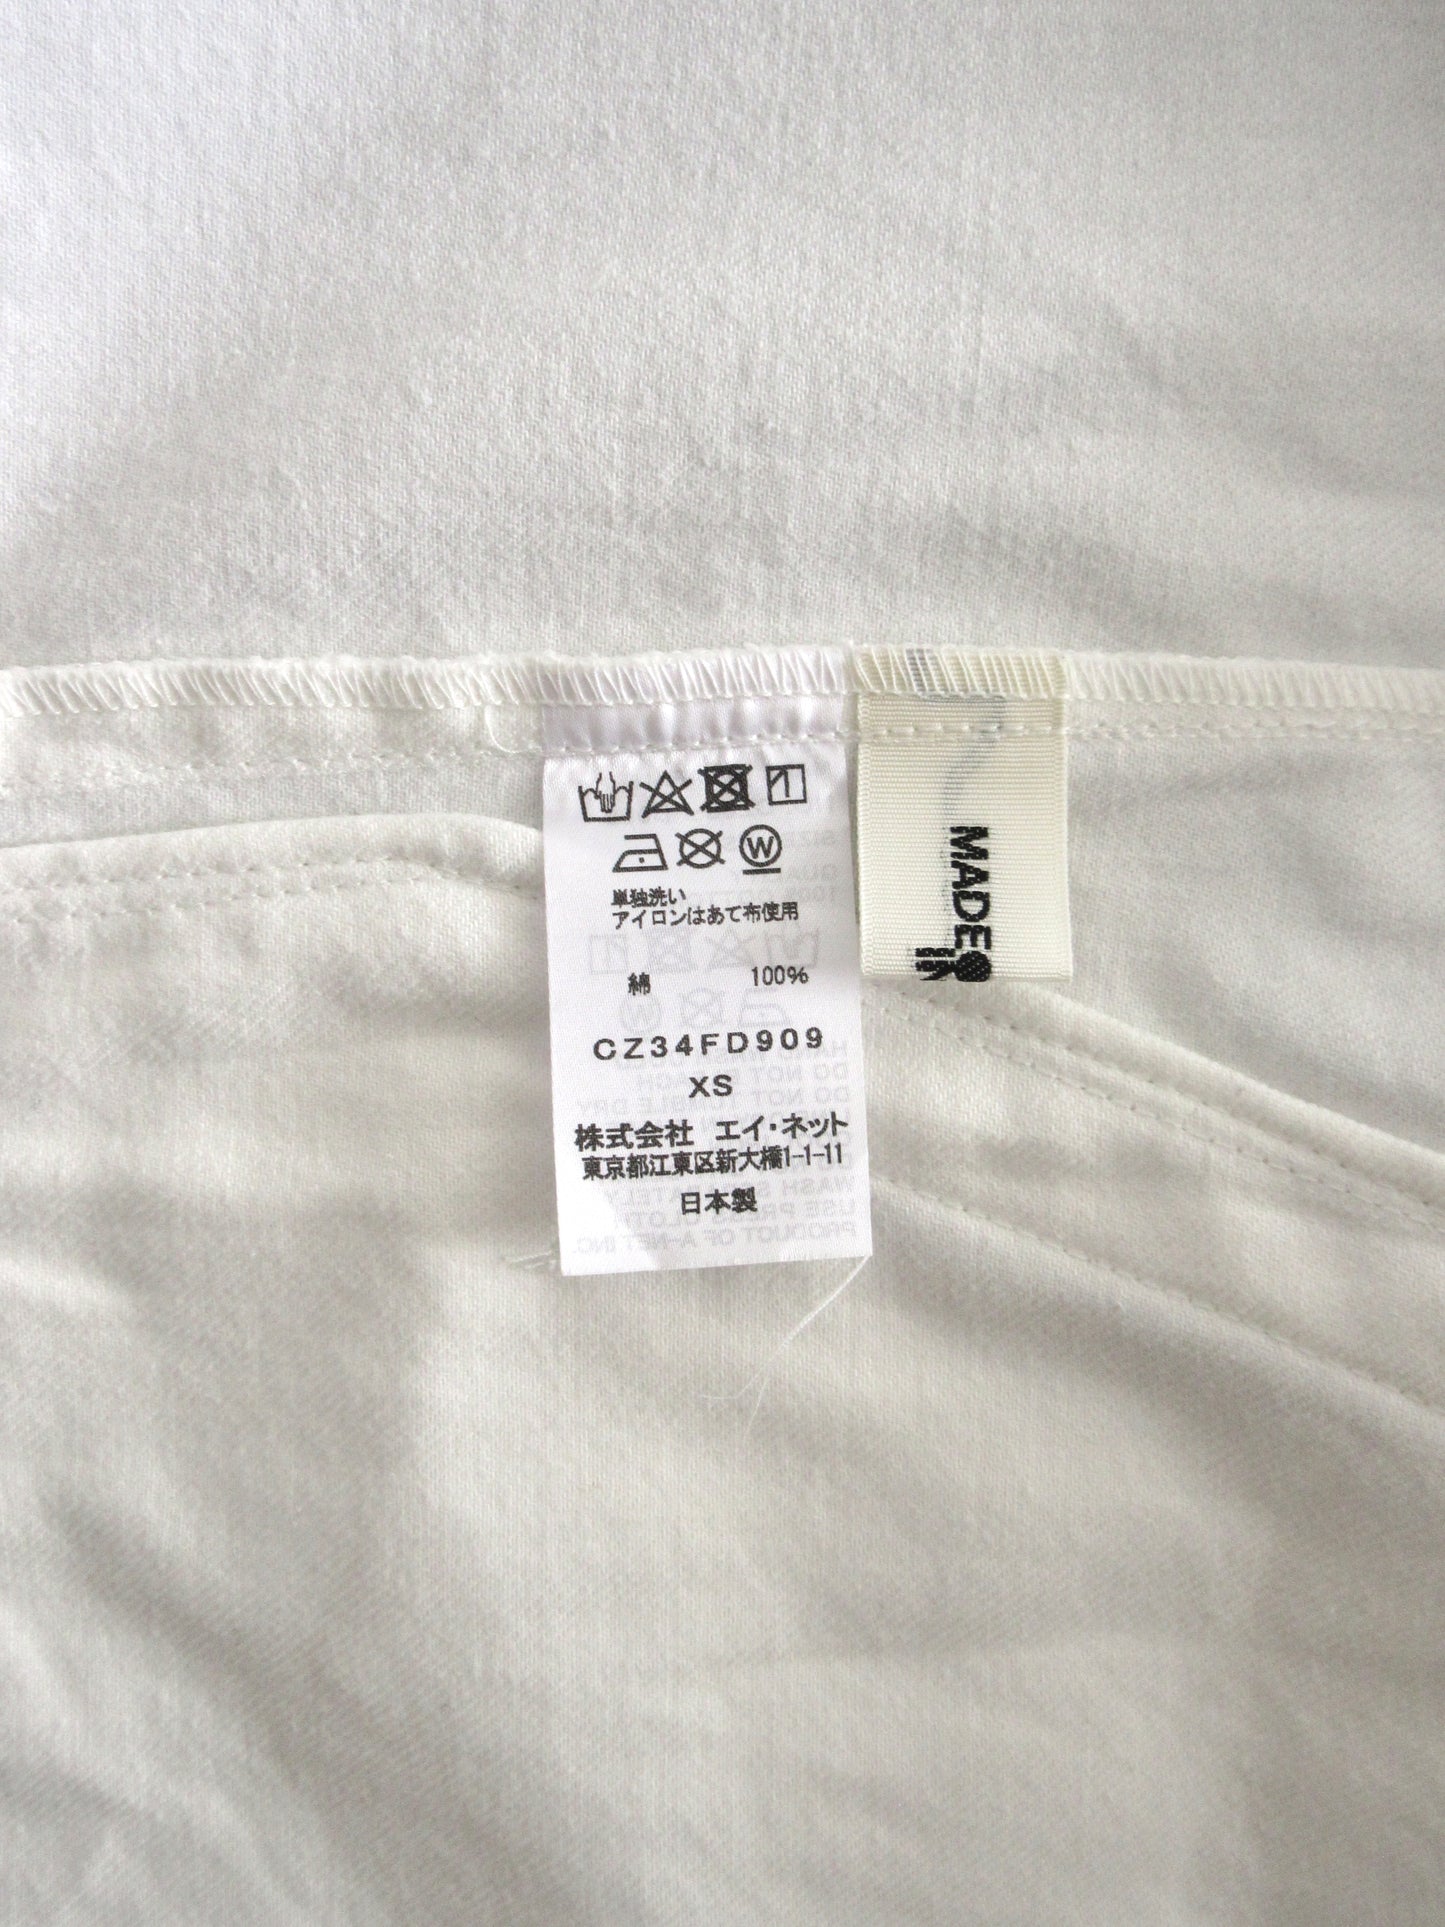 単独洗い
アイロンはあて布使用
綿 100%
CZ34FD909
XS
株式会社 エイ・ネット
東京都江東区新大橋1-1-11
日本製
MADE
IN